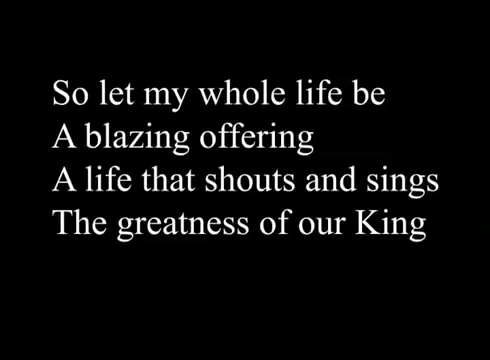 So let my whole life be
A blazing offering
A life that shouts and sings
The greatness of our King